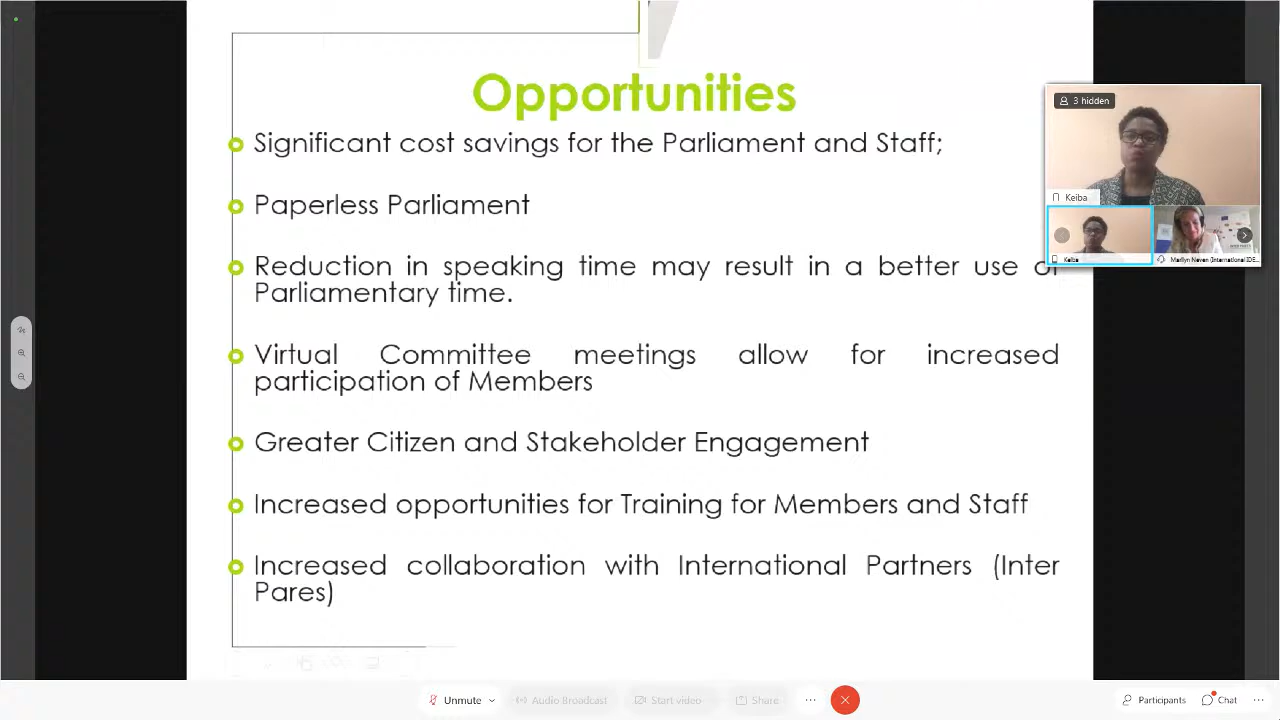 Opportunities
Significant cost savings for the Parliament and Staff;
Paperless Parliament
Reduction in speaking time may result in a better use of
Parliamentary time.
Virtual Committee meetings allow for increased
participation of Members
Greater Citizen and Stakeholder Engagement
Increased opportunities for Training for Members and Staff
Increased collaboration with International Partners (Inter
Pares)
3 hidden
Keiba
Keiba
Marilyn Neven (International IDE...
Unmute
Audio Broadcast
Start video
Share
Participants
Chat